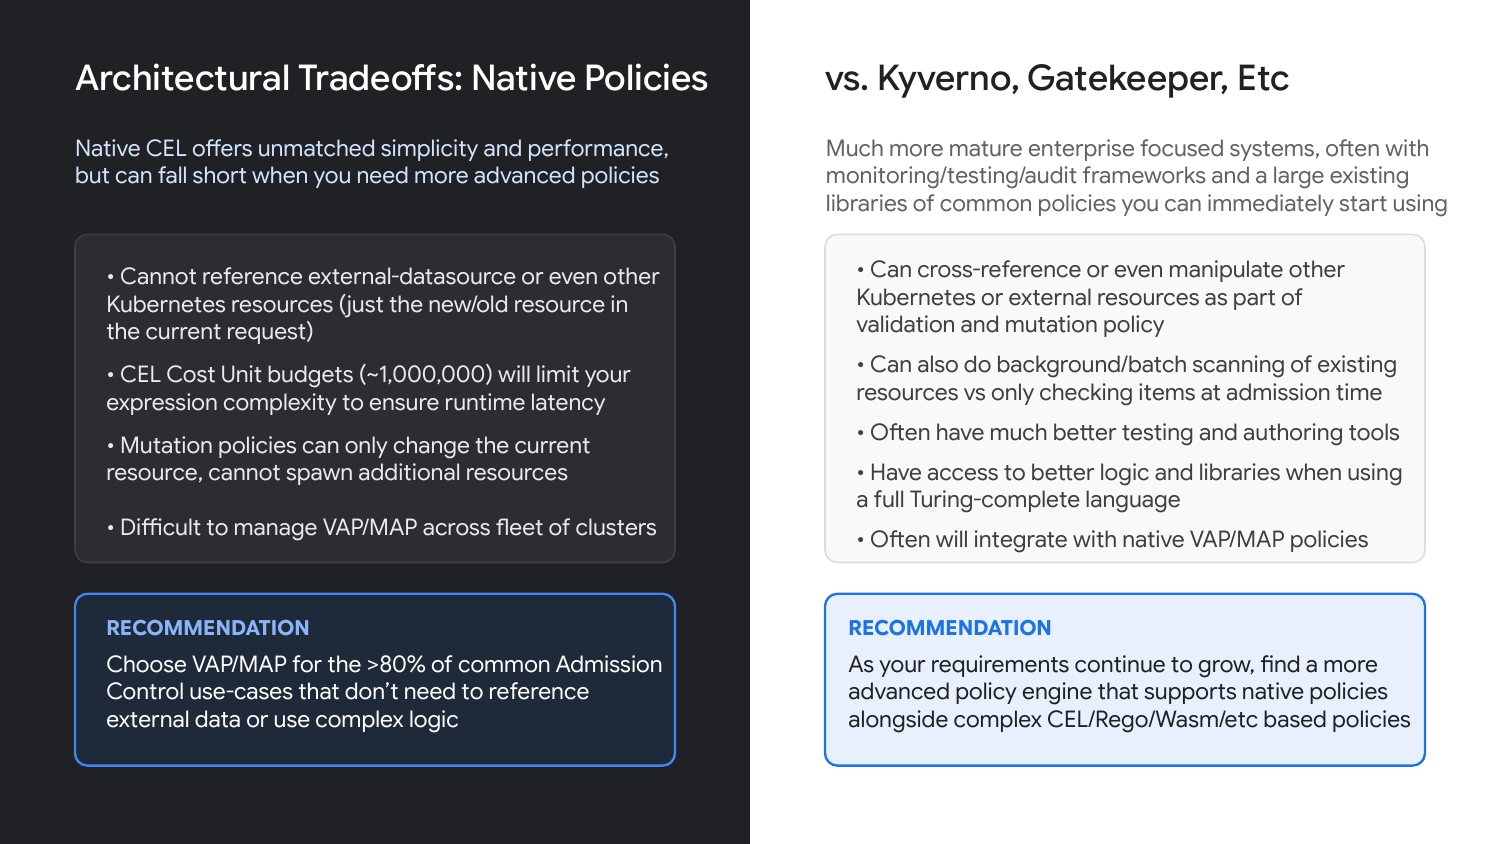 Architectural Tradeoffs: Native Policies
Native CEL offers unmatched simplicity and performance,
but can fall short when you need more advanced policies
• Cannot reference external-datasource or even other
Kubernetes resources (just the new/old resource in
the current request)
• CEL Cost Unit budgets (~1,000,000) will limit your
expression complexity to ensure runtime latency
• Mutation policies can only change the current
resource, cannot spawn additional resources
• Difficult to manage VAP/MAP across fleet of clusters
RECOMMENDATION
Choose VAP/MAP for the >80% of common Admission
Control use-cases that don’t need to reference
external data or use complex logic
vs. Kyverno, Gatekeeper, Etc
Much more mature enterprise focused systems, often with
monitoring/testing/audit frameworks and a large existing
libraries of common policies you can immediately start using
• Can cross-reference or even manipulate other
Kubernetes or external resources as part of
validation and mutation policy
• Can also do background/batch scanning of existing
resources vs only checking items at admission time
• Often have much better testing and authoring tools
• Have access to better logic and libraries when using
a full Turing-complete language
• Often will integrate with native VAP/MAP policies
RECOMMENDATION
As your requirements continue to grow, find a more
advanced policy engine that supports native policies
alongside complex CEL/Rego/Wasm/etc based policies